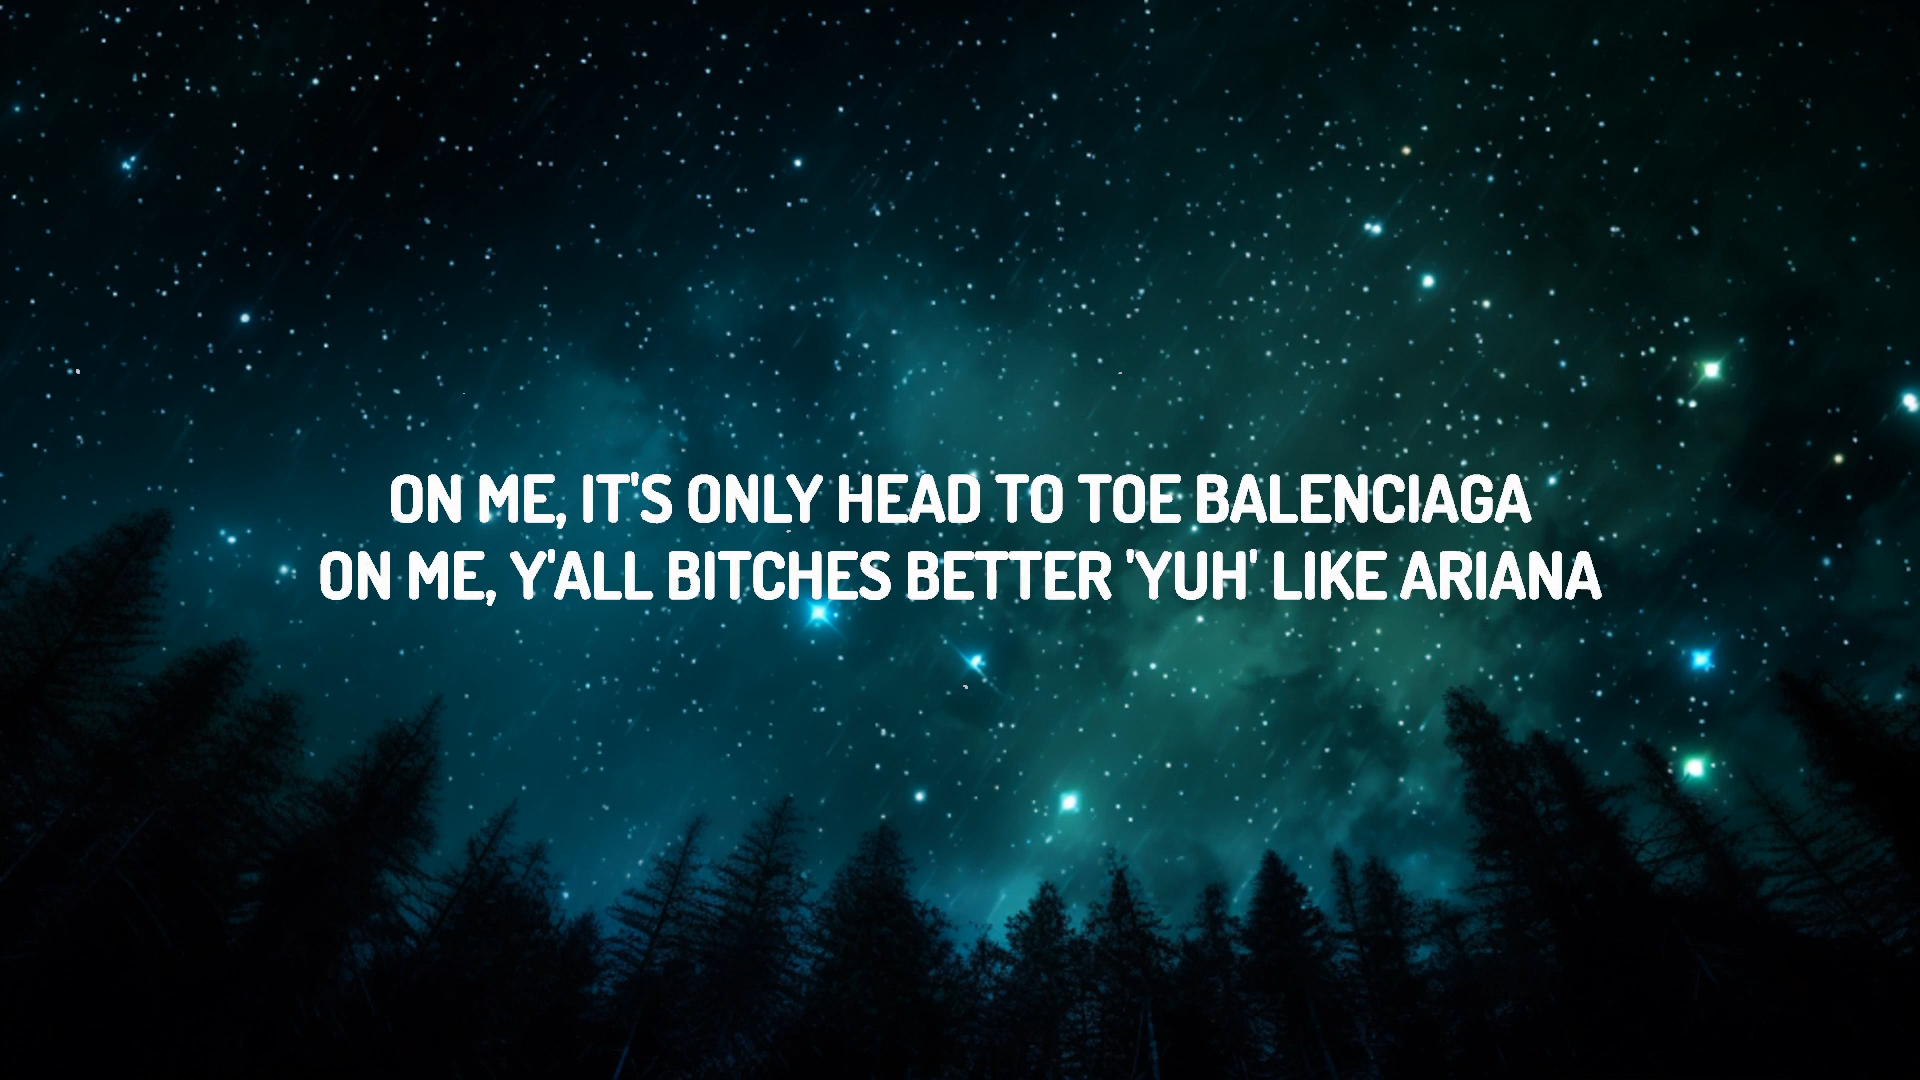 ON ME, IT'S ONLY HEAD TO TOE BALENCIAGA
ON ME, Y'ALL BITCHES BETTER 'YUH' LIKE ARIANA